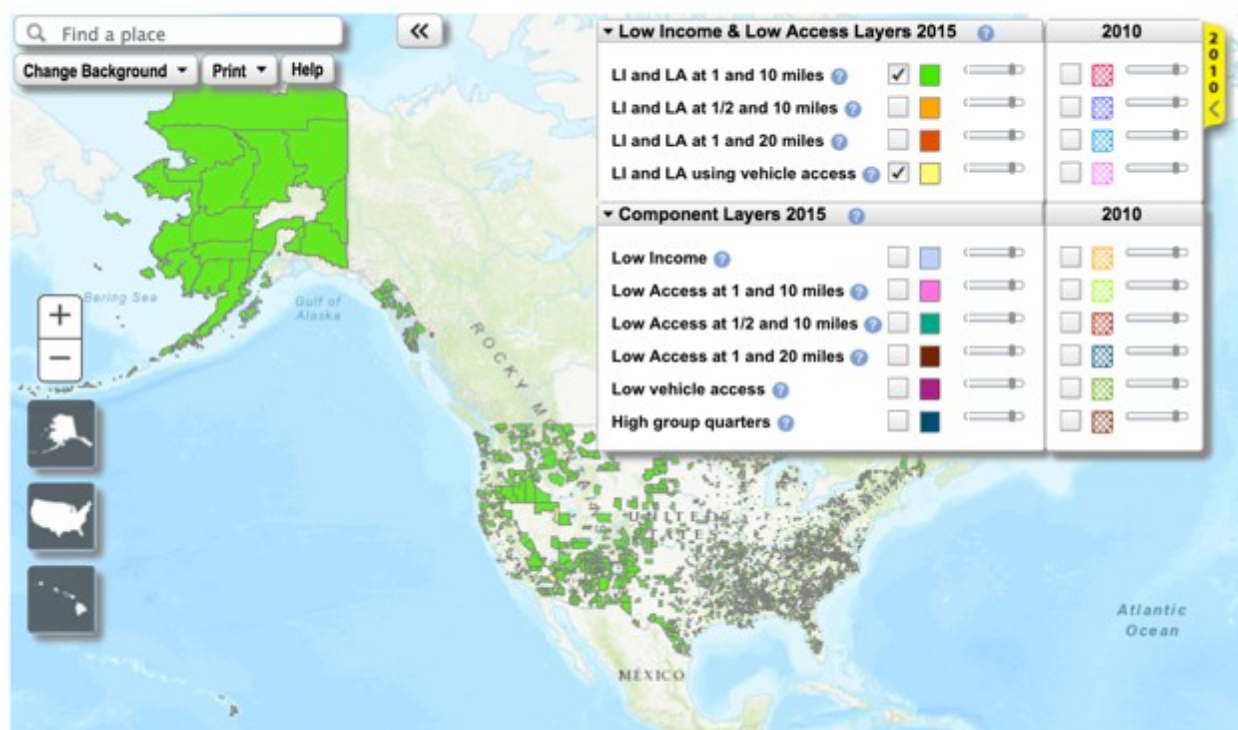 Find a place
«
Change Background
Print
Help
Low Income & Low Access Layers 2015 ?
2010
LI and LA at 1 and 10 miles ?
LI and LA at 1/2 and 10 miles ?
LI and LA at 1 and 20 miles ?
LI and LA using vehicle access ?
Component Layers 2015 ?
2010
Low Income ?
Low Access at 1 and 10 miles ?
Low Access at 1/2 and 10 miles ?
Low Access at 1 and 20 miles ?
Low vehicle access ?
High group quarters ?
2010 <
Bering Sea
Gulf of
Alaska
+
−
ROCKY
UNITED
MÉXICO
Atlantic
Ocean